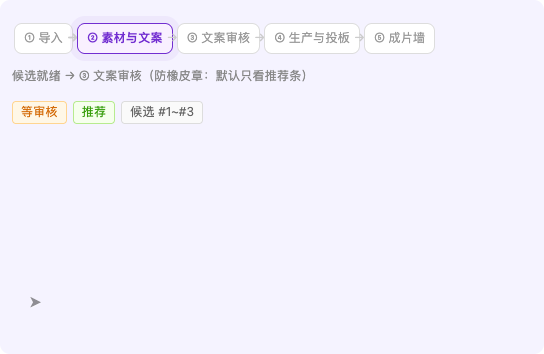 ① 导入 → ② 素材与文案 → ③ 文案审核 → ④ 生产与投板 → ⑤ 成片墙
候选就绪 → ③ 文案审核（防橡皮章：默认只看推荐条）
等审核 推荐 候选 #1~#3